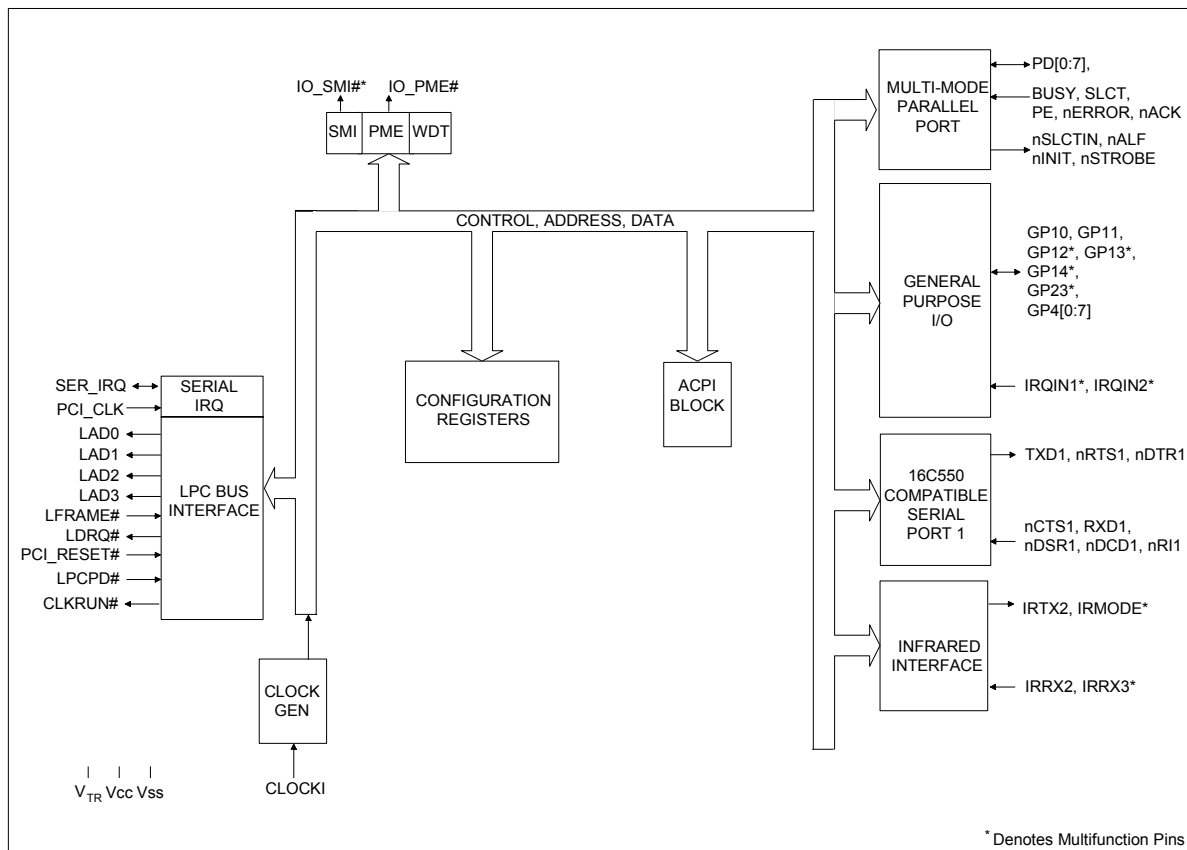 IO_SMI#*
IO_PME#
SMI
PME
WDT
CONTROL, ADDRESS, DATA
MULTI-MODE
PARALLEL
PORT
PD[0:7],
BUSY, SLCT,
PE, nERROR, nACK
nSLCTIN, nALF
nINIT, nSTROBE
GENERAL
PURPOSE
I/O
GP10, GP11,
GP12*, GP13*,
GP14*,
GP23*,
GP4[0:7]
IRQIN1*, IRQIN2*
CONFIGURATION
REGISTERS
ACPI
BLOCK
SER_IRQ
PCI_CLK
SERIAL
IRQ
LAD0
LAD1
LAD2
LAD3
LFRAME#
LDRQ#
PCI_RESET#
LPCPD#
CLKRUN#
LPC BUS
INTERFACE
16C550
COMPATIBLE
SERIAL
PORT 1
TXD1, nRTS1, nDTR1
nCTS1, RXD1,
nDSR1, nDCD1, nRI1
INFRARED
INTERFACE
IRTX2, IRMODE*
IRRX2, IRRX3*
CLOCK
GEN
CLOCKI
VTR Vcc Vss
* Denotes Multifunction Pins